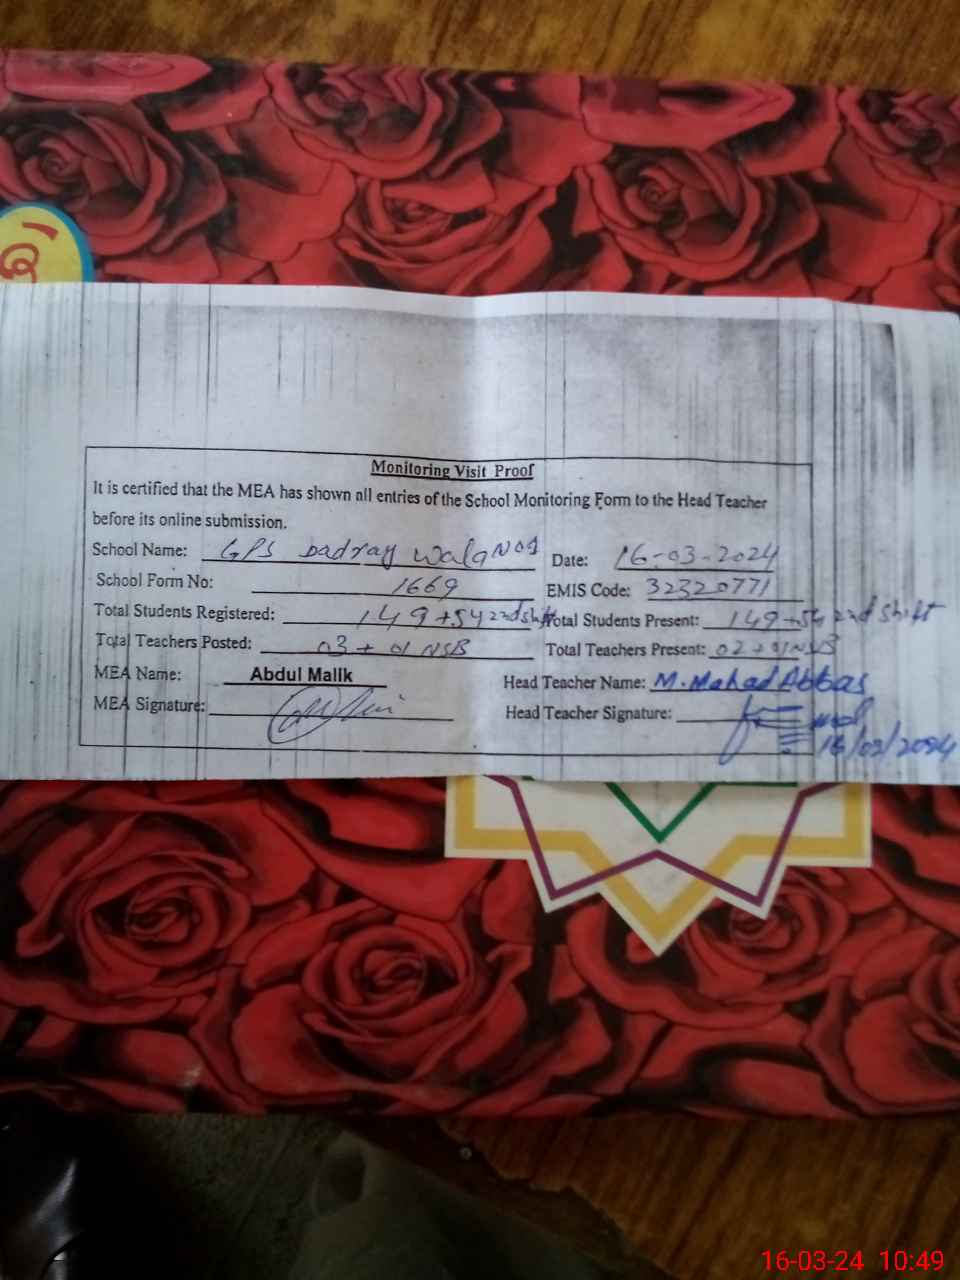 Monitoring Visit Proof
It is certified that the MEA has shown all entries of the School Monitoring Form to the Head Teacher
before its online submission.
School Name: GPS Dadray Wala NO1 Date: 16-03-2024
School Form No: 1669 EMIS Code: 32320771
Total Students Registered: 149+54 2nd shift Total Students Present: 149+54 2nd shift
Total Teachers Posted: 03 + 01 NSB Total Teachers Present: 02 + 01 NSB
MEA Name: Abdul Malik Head Teacher Name: M. Mahad Abbas
MEA Signature: Head Teacher Signature:
16/03/2024
16-03-24 10:49